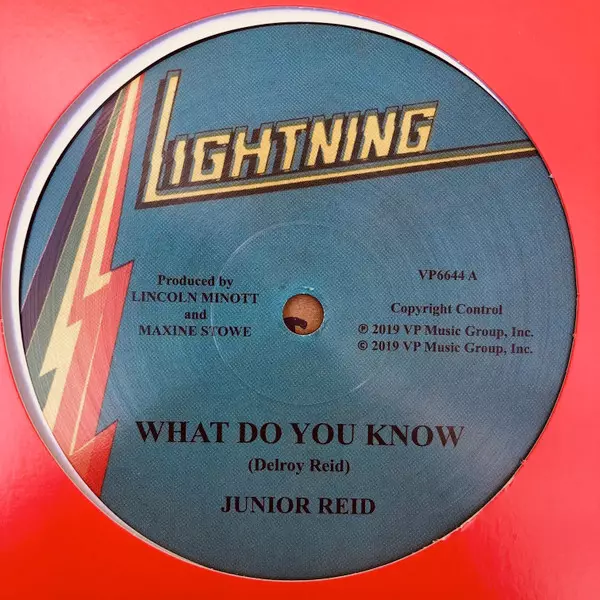 LIGHTNING
Produced by
LINCOLN MINOTT
and
MAXINE STOWE
VP6644 A
Copyright Control
℗ 2019 VP Music Group, Inc.
© 2019 VP Music Group, Inc.
WHAT DO YOU KNOW
(Delroy Reid)
JUNIOR REID